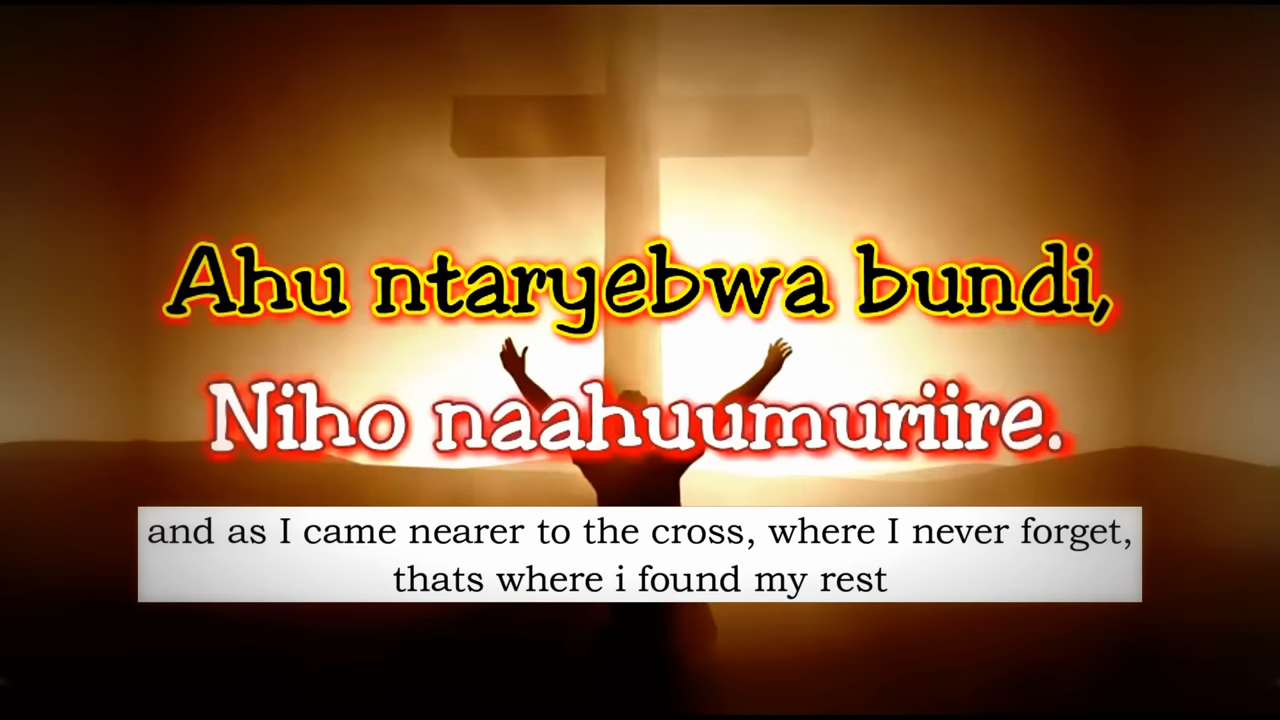 Ahu ntaryebwa bundi,
Niho naahuumuriire.
and as I came nearer to the cross, where I never forget,
thats where i found my rest